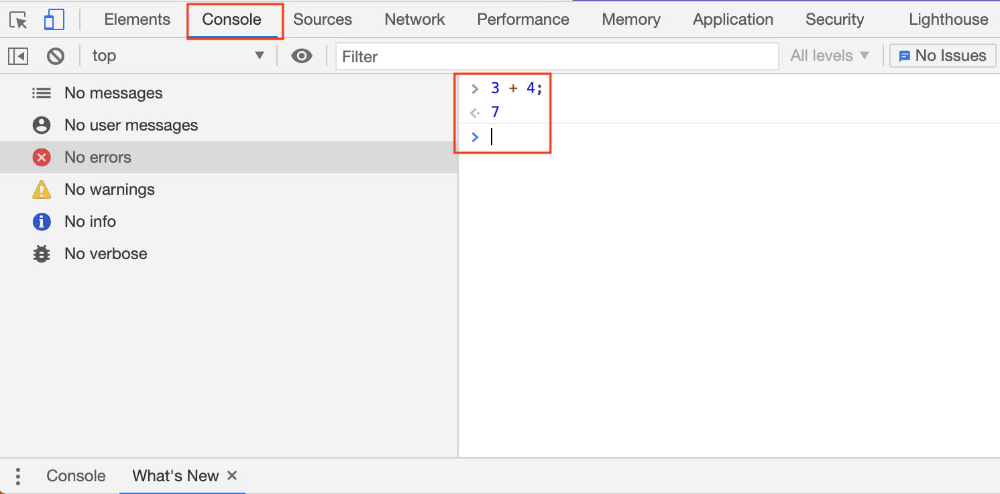 Elements Console Sources Network Performance Memory Application Security Lighthouse
top Filter All levels No Issues
No messages
No user messages
No errors
No warnings
No info
No verbose
> 3 + 4;
7
>
Console What's New